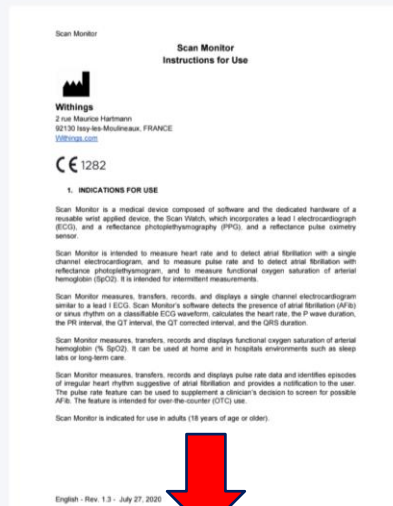 Scan Monitor
Scan Monitor
Instructions for Use
Withings
2 rue Maurice Hartmann
92130 Issy-les-Moulineaux, FRANCE
Withings.com
CE 1282
1. INDICATIONS FOR USE
Scan Monitor is a medical device composed of software and the dedicated hardware of a
reusable wrist applied device, the Scan Watch, which incorporates a lead I electrocardiograph
(ECG), and a reflectance photoplethysmography (PPG), and a reflectance pulse oximetry
sensor.
Scan Monitor is intended to measure heart rate and to detect atrial fibrillation with a single
channel electrocardiogram, and to measure pulse rate and to detect atrial fibrillation with
reflectance photoplethysmogram, and to measure functional oxygen saturation of arterial
hemoglobin (SpO2). It is intended for intermittent measurements.
Scan Monitor measures, transfers, records, and displays a single channel electrocardiogram
similar to a lead I ECG. Scan Monitor's software detects the presence of atrial fibrillation (AFib)
or sinus rhythm on a classifiable ECG waveform, calculates the heart rate, the P wave duration,
the PR interval, the QT interval, the QT corrected interval, and the QRS duration.
Scan Monitor measures, transfers, records and displays functional oxygen saturation of arterial
hemoglobin (% SpO2). It can be used at home and in hospitals environments such as sleep
labs or long-term care.
Scan Monitor measures, transfers, records and displays pulse rate data and identifies episodes
of irregular heart rhythm suggestive of atrial fibrillation and provides a notification to the user.
The pulse rate feature can be used to supplement a clinician's decision to screen for possible
AFib. The feature is intended for over-the-counter (OTC) use.
Scan Monitor is indicated for use in adults (18 years of age or older).
English - Rev. 1.3 - July 27, 2020